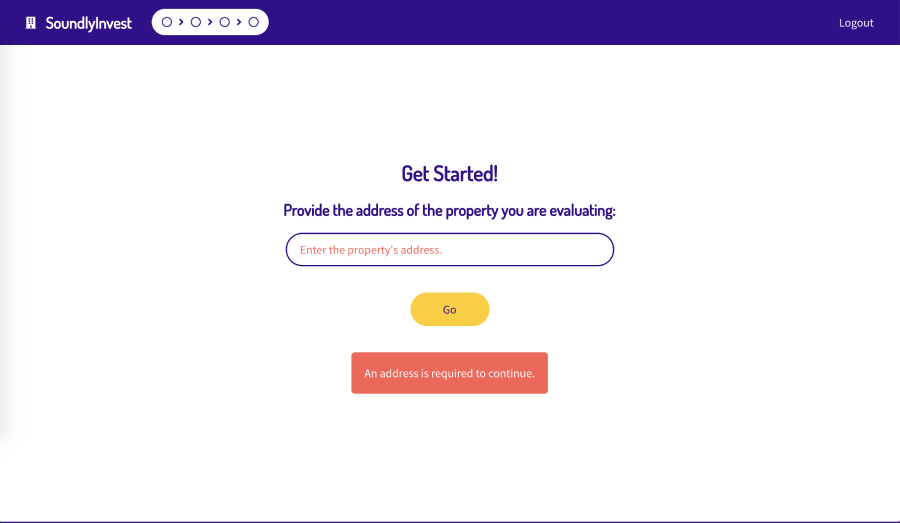 SoundlyInvest
Logout
Get Started!
Provide the address of the property you are evaluating:
Enter the property's address.
Go
An address is required to continue.